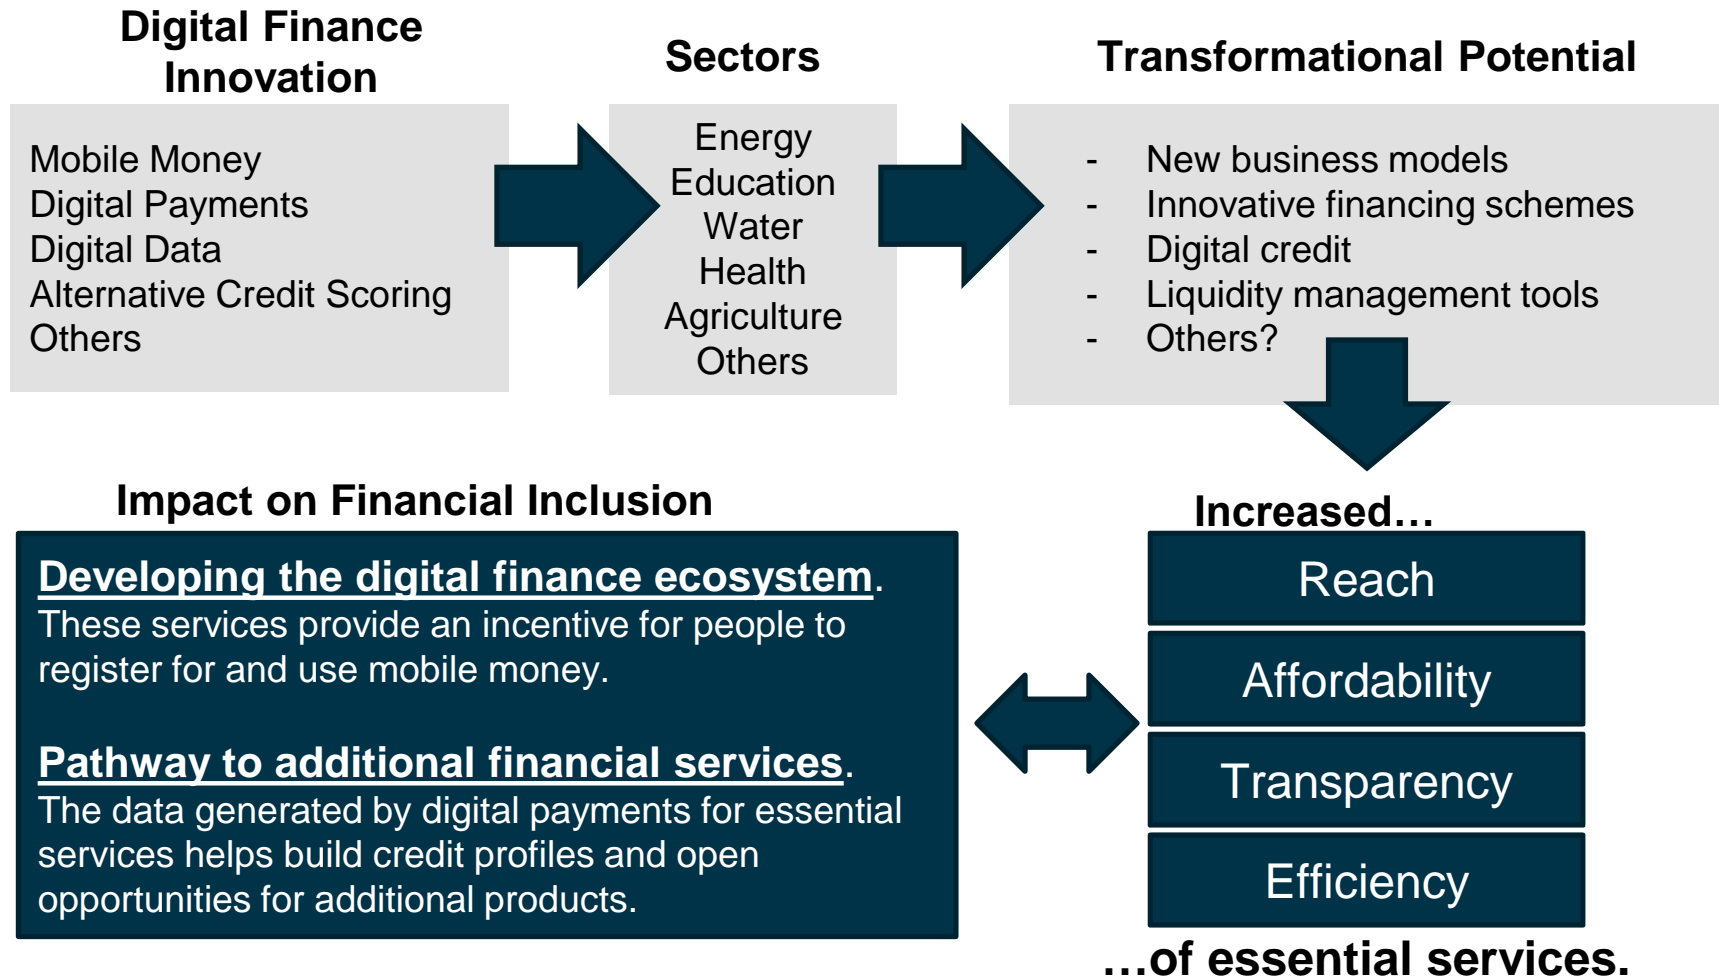 Digital Finance
Innovation
Mobile Money
Digital Payments
Digital Data
Alternative Credit Scoring
Others
Sectors
Energy
Education
Water
Health
Agriculture
Others
Transformational Potential
- New business models
- Innovative financing schemes
- Digital credit
- Liquidity management tools
- Others?
Increased…
Reach
Affordability
Transparency
Efficiency
…of essential services.
Impact on Financial Inclusion
Developing the digital finance ecosystem.
These services provide an incentive for people to
register for and use mobile money.
Pathway to additional financial services.
The data generated by digital payments for essential
services helps build credit profiles and open
opportunities for additional products.